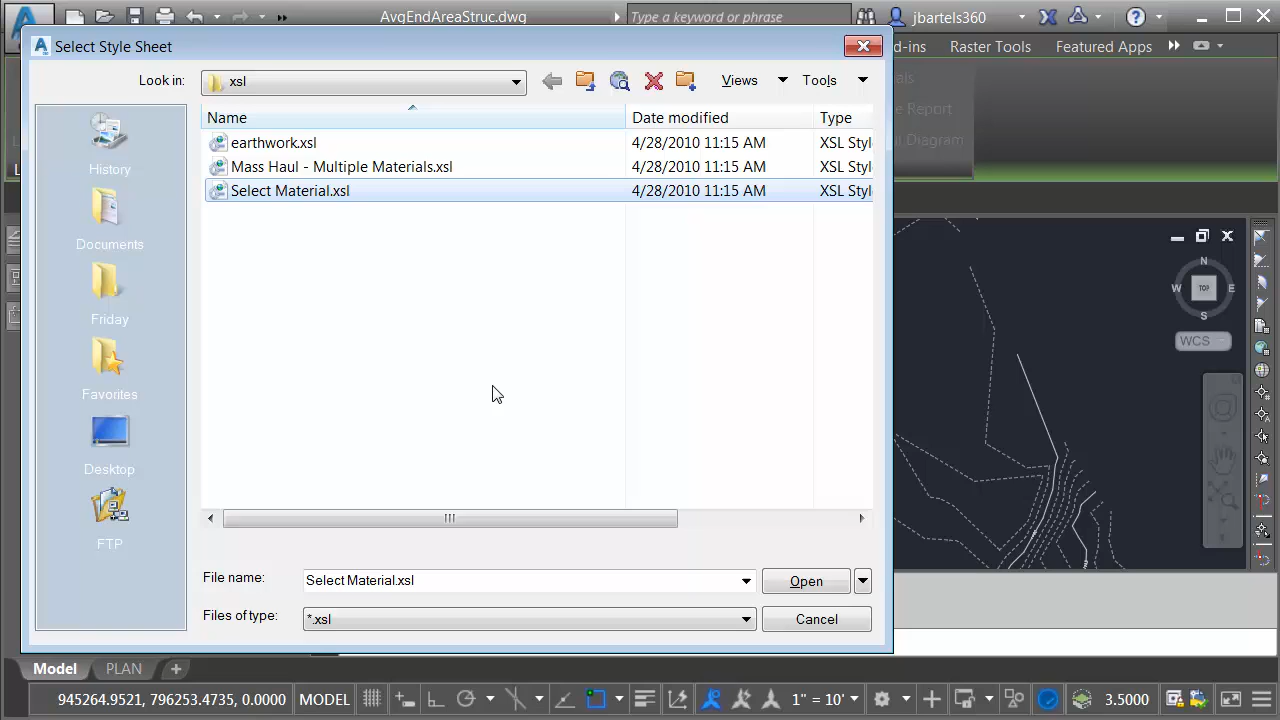 AvgEndAreaStruc.dwg
Type a keyword or phrase
jbartels360
Select Style Sheet
d-ins
Raster Tools
Featured Apps
Look in:
xsl
Views
Tools
Name
Date modified
Type
earthwork.xsl
4/28/2010 11:15 AM
XSL Styl
Mass Haul - Multiple Materials.xsl
4/28/2010 11:15 AM
XSL Styl
Select Material.xsl
4/28/2010 11:15 AM
XSL Styl
History
Documents
Friday
Favorites
Desktop
FTP
File name:
Select Material.xsl
Open
Files of type:
*.xsl
Cancel
als
e Report
l Diagram
N
W
TOP
E
S
WCS
Model
PLAN
945264.9521, 796253.4735, 0.0000
MODEL
1" = 10'
3.5000